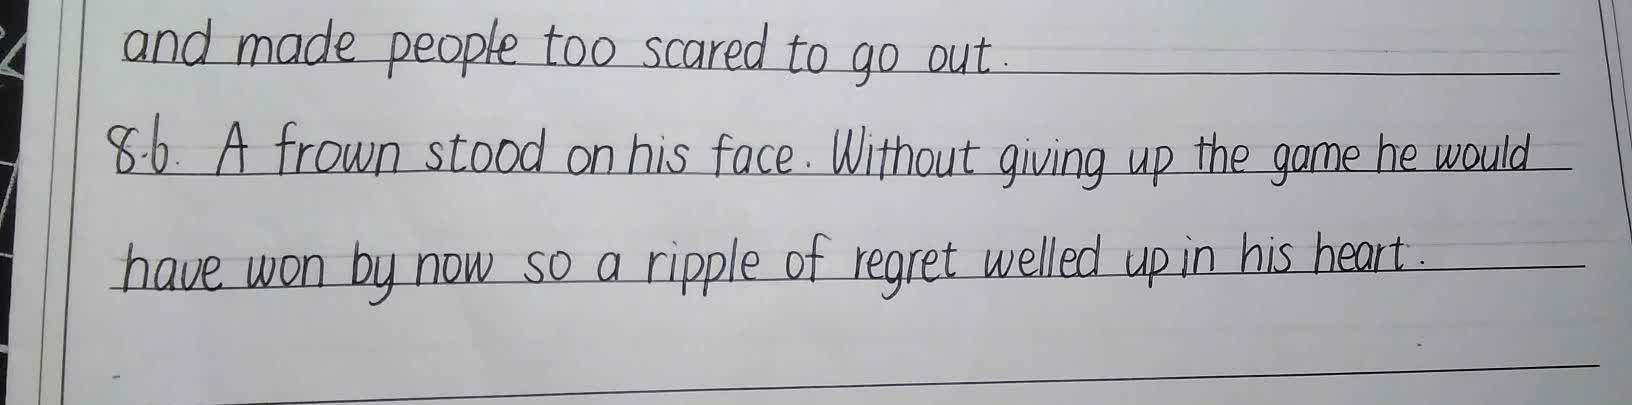 and made people too scared to go out.
8.6. A frown stood on his face. Without giving up the game he would
have won by now so a ripple of regret welled up in his heart.